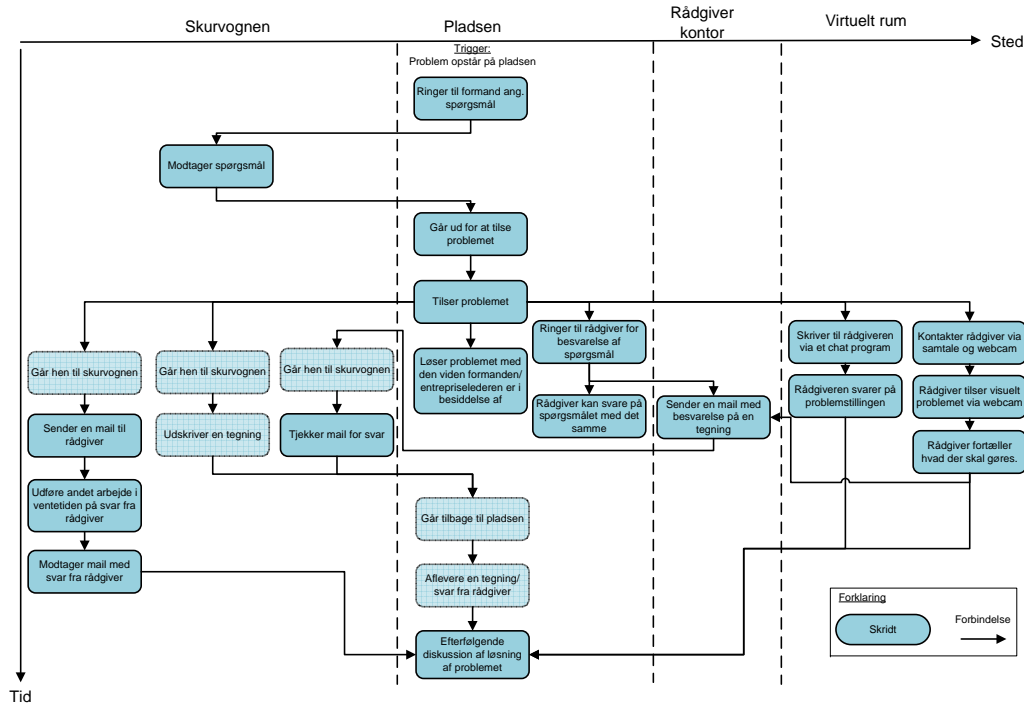 Skurvognen
Pladsen
Rådgiver
kontor
Virtuelt rum
Sted
Trigger:
Problem opstår på pladsen
Ringer til formand ang.
spørgsmål
Modtager spørgsmål
Går ud for at tilse
problemet
Tilser problemet
Går hen til skurvognen
Går hen til skurvognen
Går hen til skurvognen
Løser problemet med
den viden formanden/
entrepriselederen er i
besiddelse af
Ringer til rådgiver for
besvarelse af
spørgsmål
Skriver til rådgiveren
via et chat program
Kontakter rådgiver via
samtale og webcam
Sender en mail til
rådgiver
Udskriver en tegning
Tjekker mail for svar
Rådgiver kan svare på
spørgsmålet med det
samme
Sender en mail med
besvarelse på en
tegning
Rådgiveren svarer på
problemstillingen
Rådgiver tilser visuelt
problemet via webcam
Rådgiver fortæller
hvad der skal gøres.
Udføre andet arbejde i
ventetiden på svar fra
rådgiver
Går tilbage til pladsen
Modtager mail med
svar fra rådgiver
Aflevere en tegning/
svar fra rådgiver
Efterfølgende
diskussion af løsning
af problemet
Forklaring
Skridt
Forbindelse
Tid